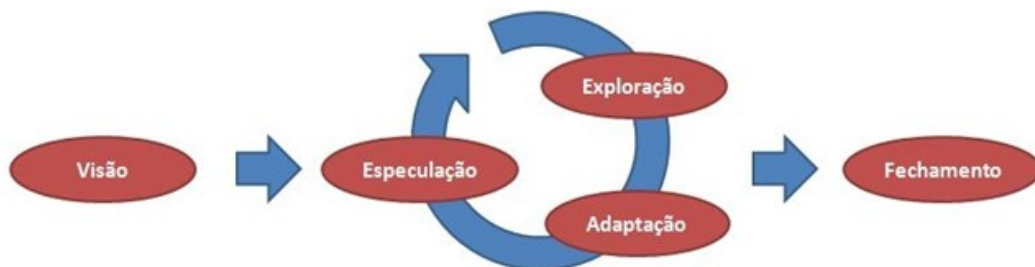 Visão
Especulação
Exploração
Adaptação
Fechamento